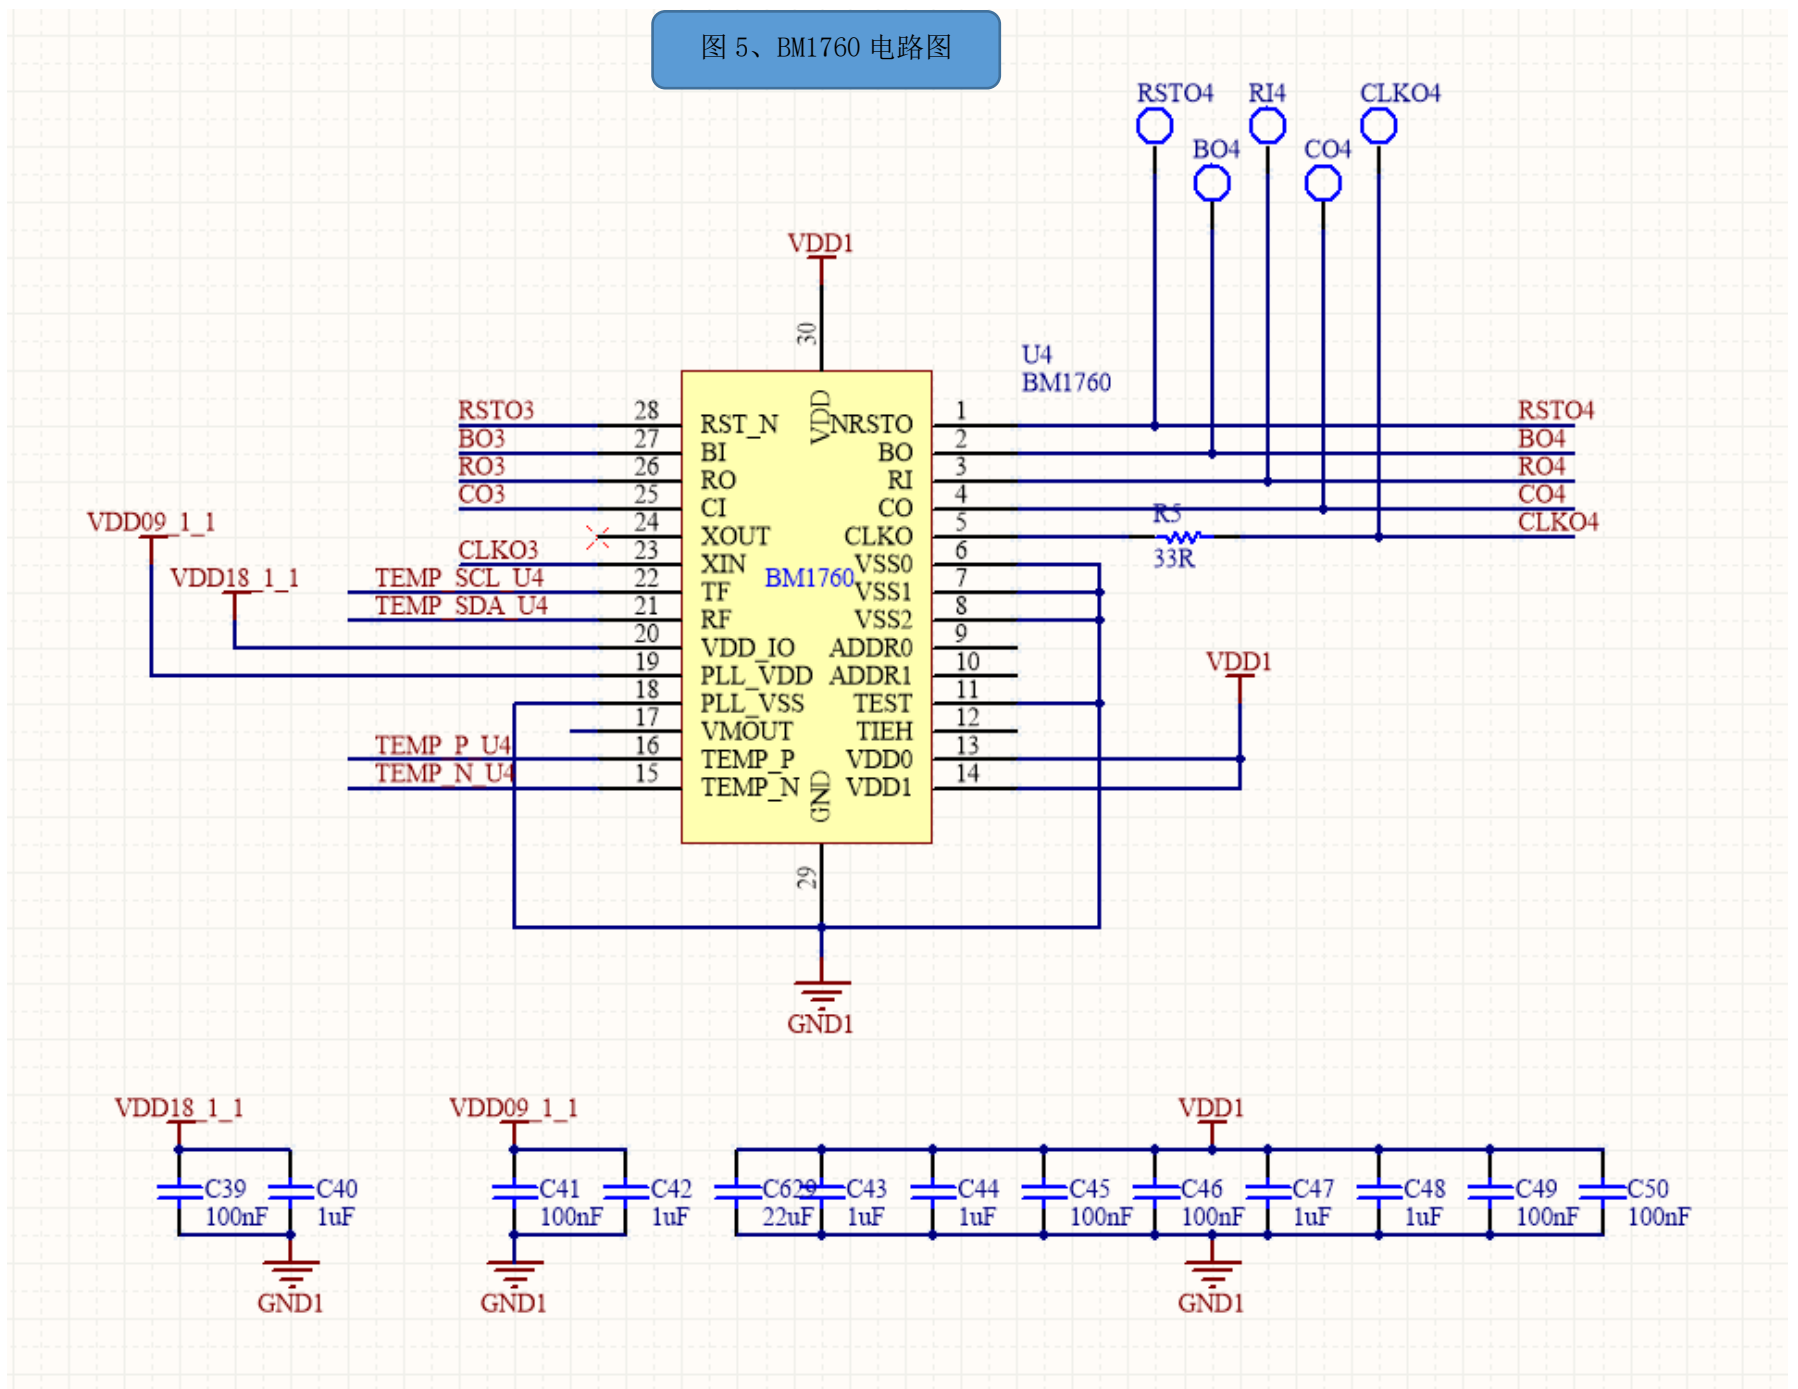 图 5、BM1760 电路图
RSTO4 RI4 CLKO4
BO4 CO4
VDD1
30
U4
BM1760
VDD
RSTO3 28 RST_N NRSTO 1 RSTO4
BO3 27 BI BO 2 BO4
RO3 26 RO RI 3 RO4
CO3 25 CI CO 4 CO4
24 XOUT CLKO 5 R5 33R CLKO4
VDD09_1_1
CLKO3 23 XIN VSS0 6
BM1760
VDD18_1_1
TEMP_SCL_U4 22 TF VSS1 7
TEMP_SDA_U4 21 RF VSS2 8
20 VDD_IO ADDR0 9
19 PLL_VDD ADDR1 10
VDD1
18 PLL_VSS TEST 11
17 VMOUT TIEH 12
TEMP_P_U4 16 TEMP_P VDD0 13
TEMP_N_U4 15 TEMP_N VDD1 14
GND
29
GND1
VDD18_1_1 VDD09_1_1 VDD1
C39 C40 C41 C42 C629 C43 C44 C45 C46 C47 C48 C49 C50
100nF 1uF 100nF 1uF 22uF 1uF 1uF 100nF 100nF 1uF 1uF 100nF 100nF
GND1 GND1 GND1